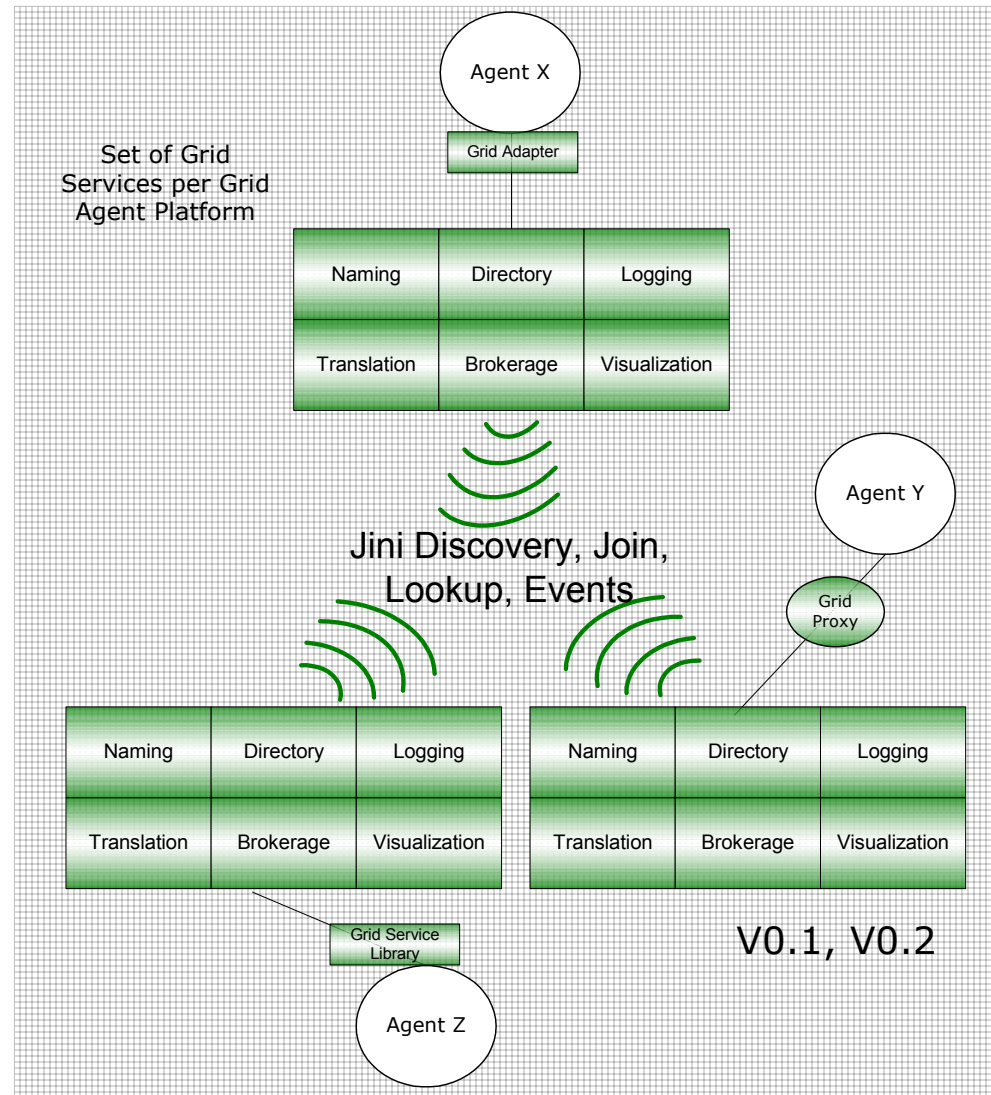 Agent X
Grid Adapter
Set of Grid
Services per Grid
Agent Platform
Naming Directory Logging
Translation Brokerage Visualization
Jini Discovery, Join,
Lookup, Events
Agent Y
Grid
Proxy
Naming Directory Logging
Translation Brokerage Visualization
Naming Directory Logging
Translation Brokerage Visualization
Grid Service
Library
Agent Z
V0.1, V0.2